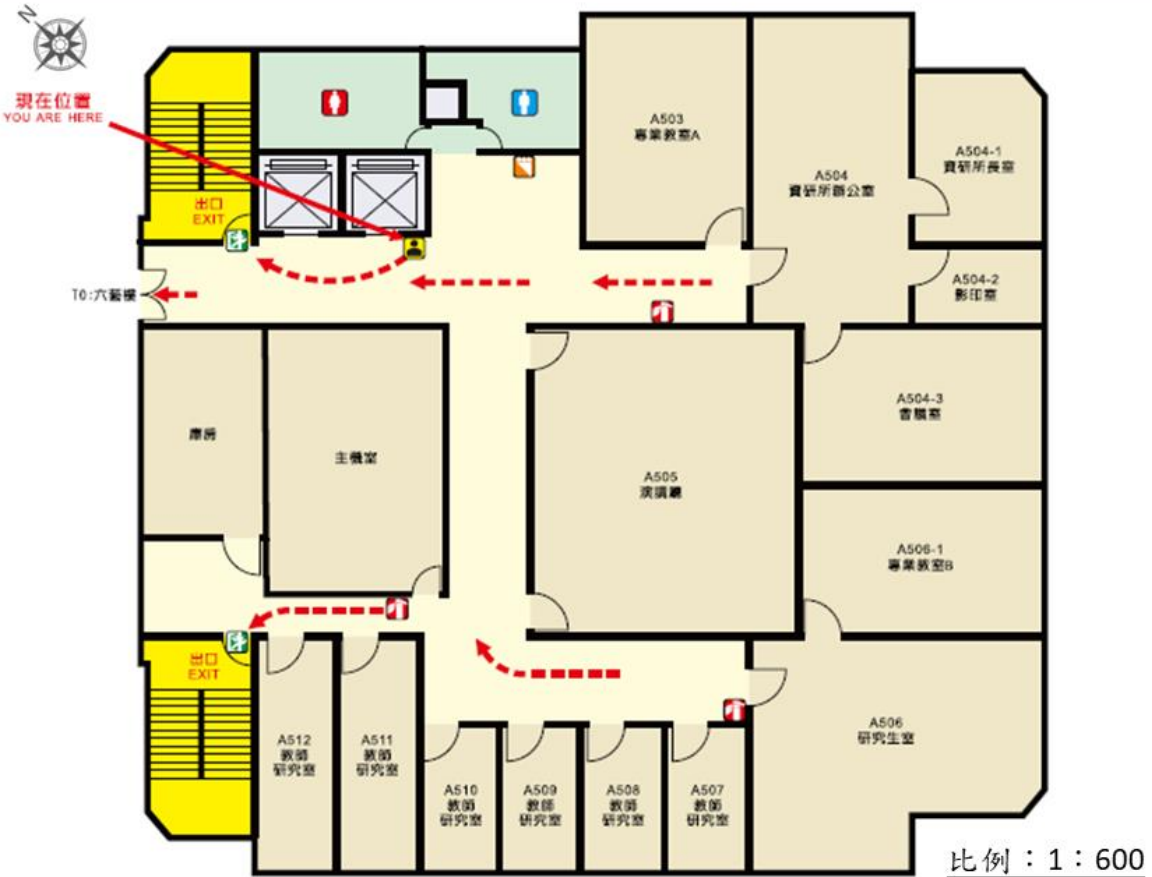 N
現在位置
YOU ARE HERE
出口
EXIT
A503
專業教室A
A504
資研所辦公室
A504-1
資研所長室
A504-2
影印室
TO:六藝樓
A504-3
會議室
庫房
主機室
A505
演講廳
A506-1
專業教室B
出口
EXIT
A506
研究生室
A512
教師
研究室
A511
教師
研究室
A510
教師
研究室
A509
教師
研究室
A508
教師
研究室
A507
教師
研究室
比例：1：600